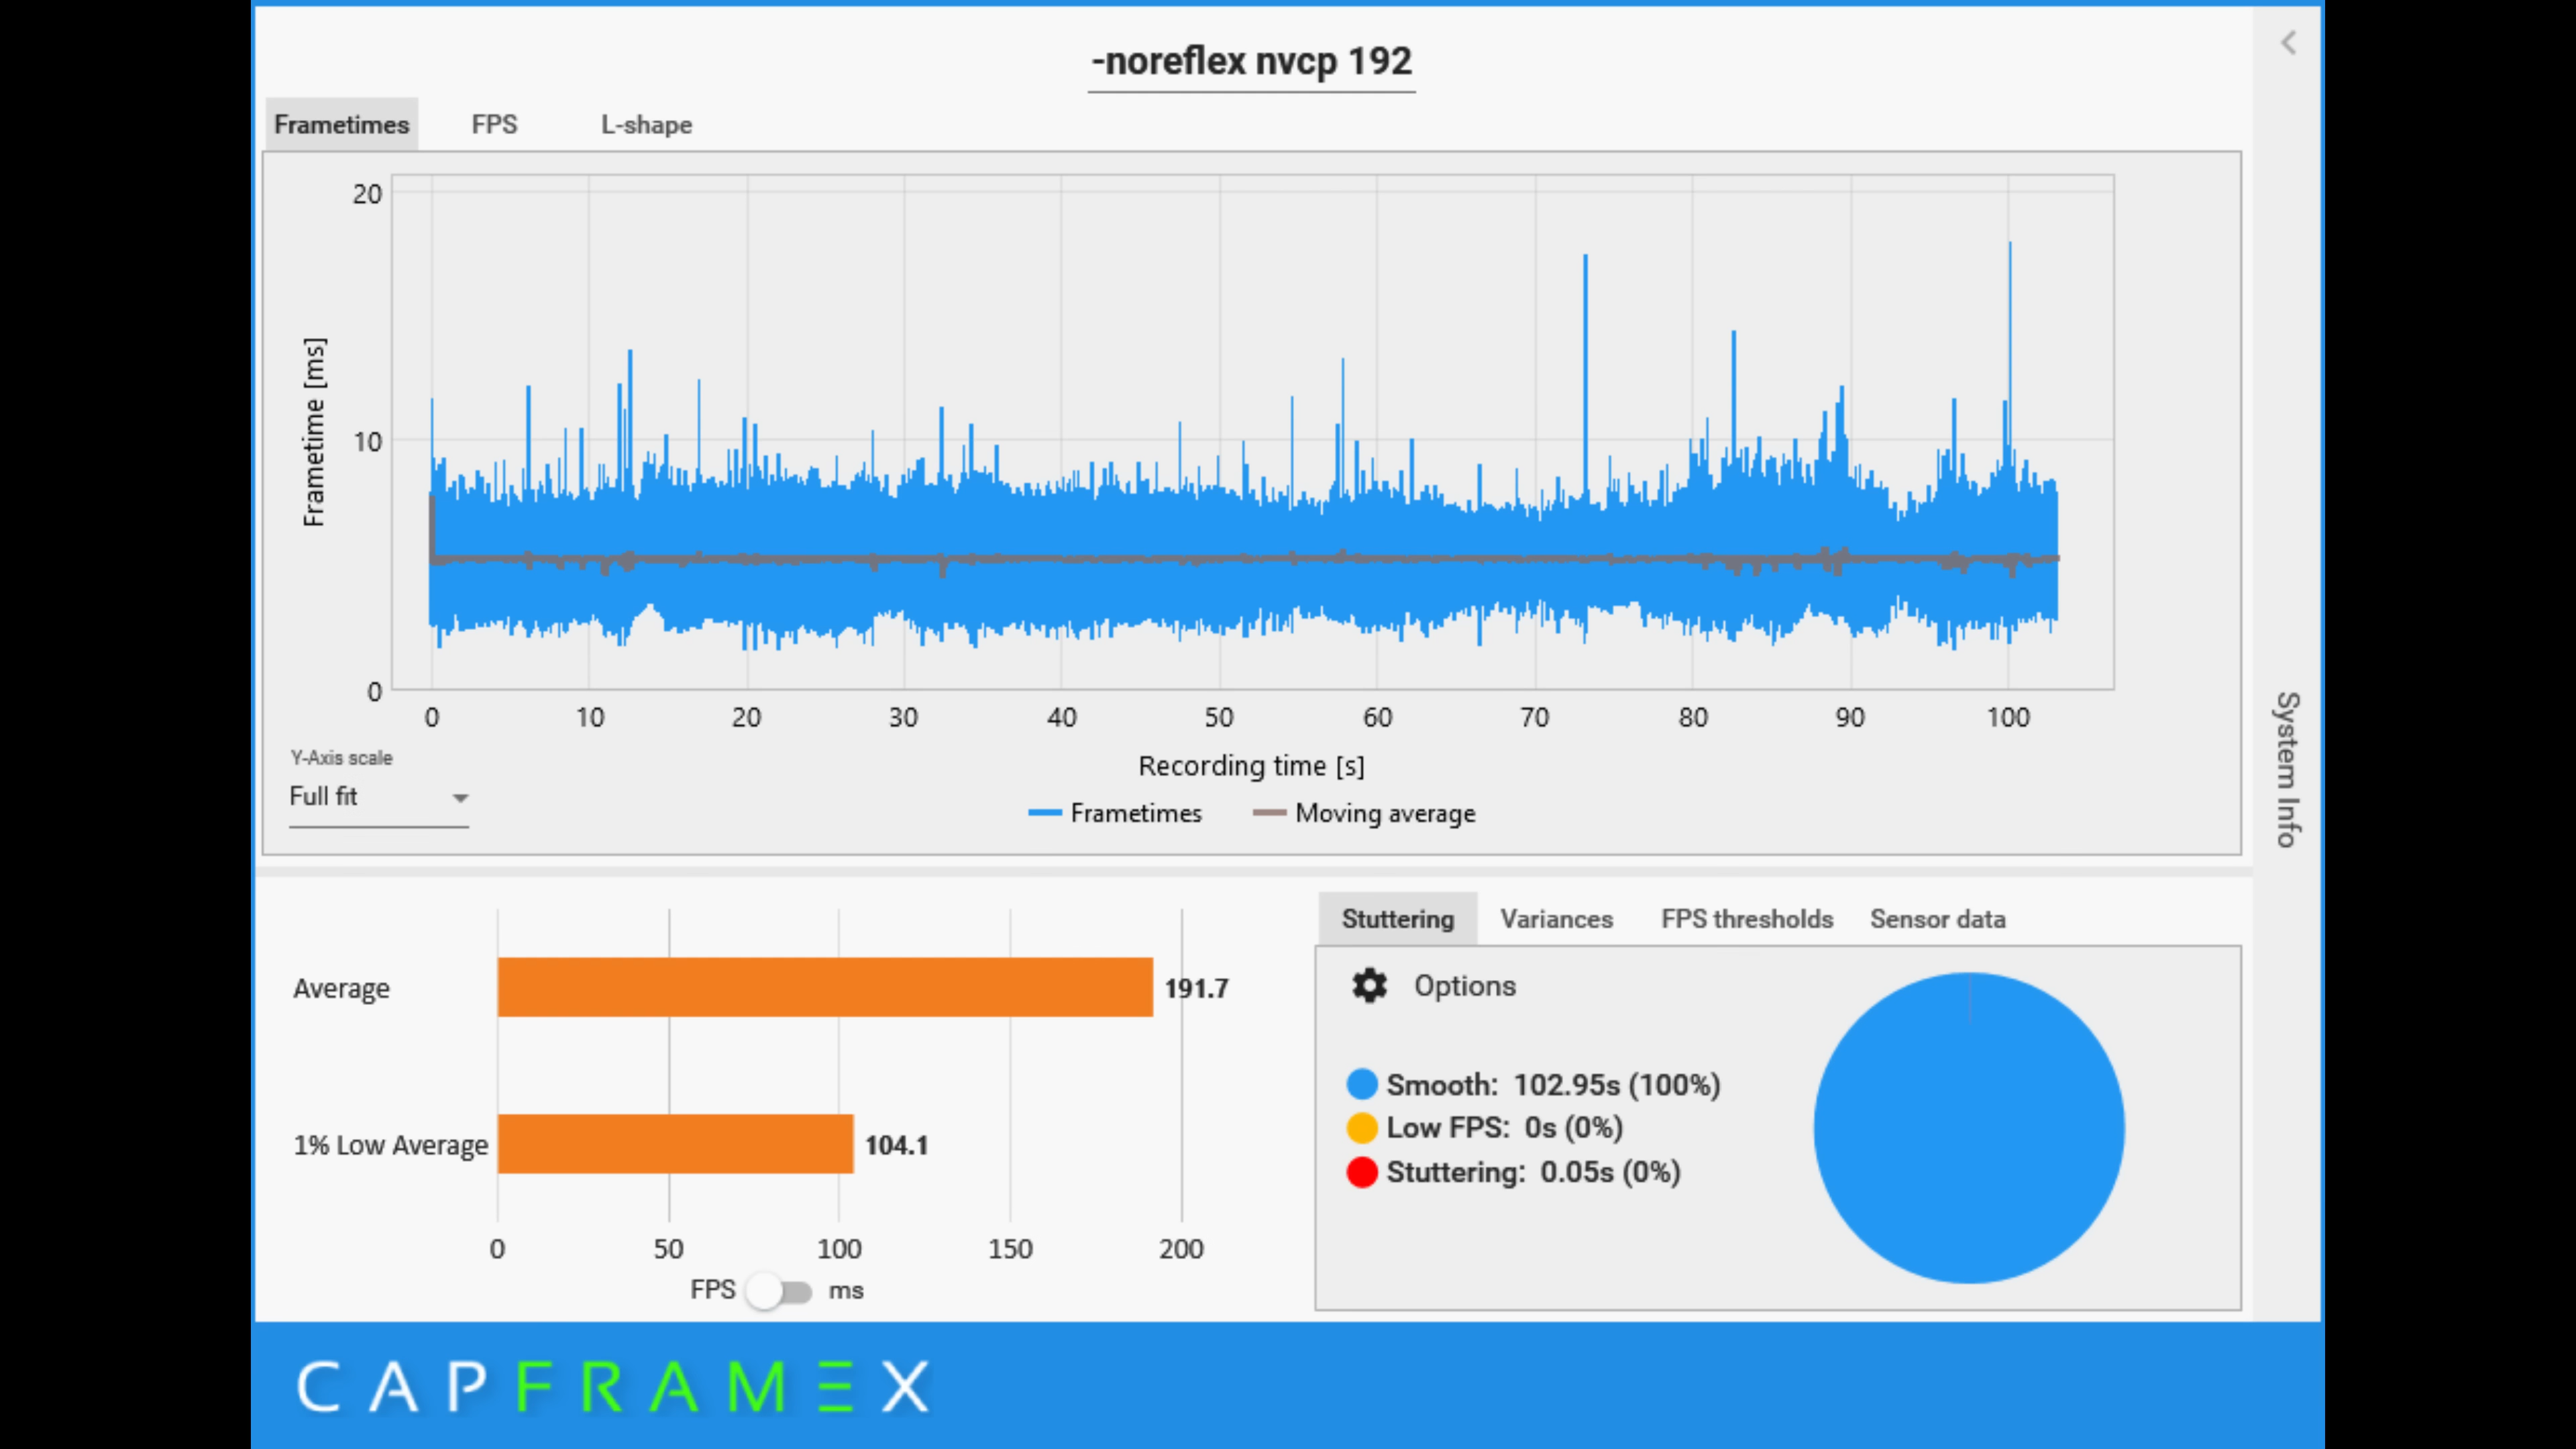 -noreflex nvcp 192
Frametimes FPS L-shape
20
10
0
Frametime [ms]
0 10 20 30 40 50 60 70 80 90 100
Recording time [s]
Y-Axis scale
Full fit
Frametimes Moving average
System Info
Average 191.7
1% Low Average 104.1
0 50 100 150 200
FPS ms
Stuttering Variances FPS thresholds Sensor data
Options
Smooth: 102.95s (100%)
Low FPS: 0s (0%)
Stuttering: 0.05s (0%)
CAPFRAMEX